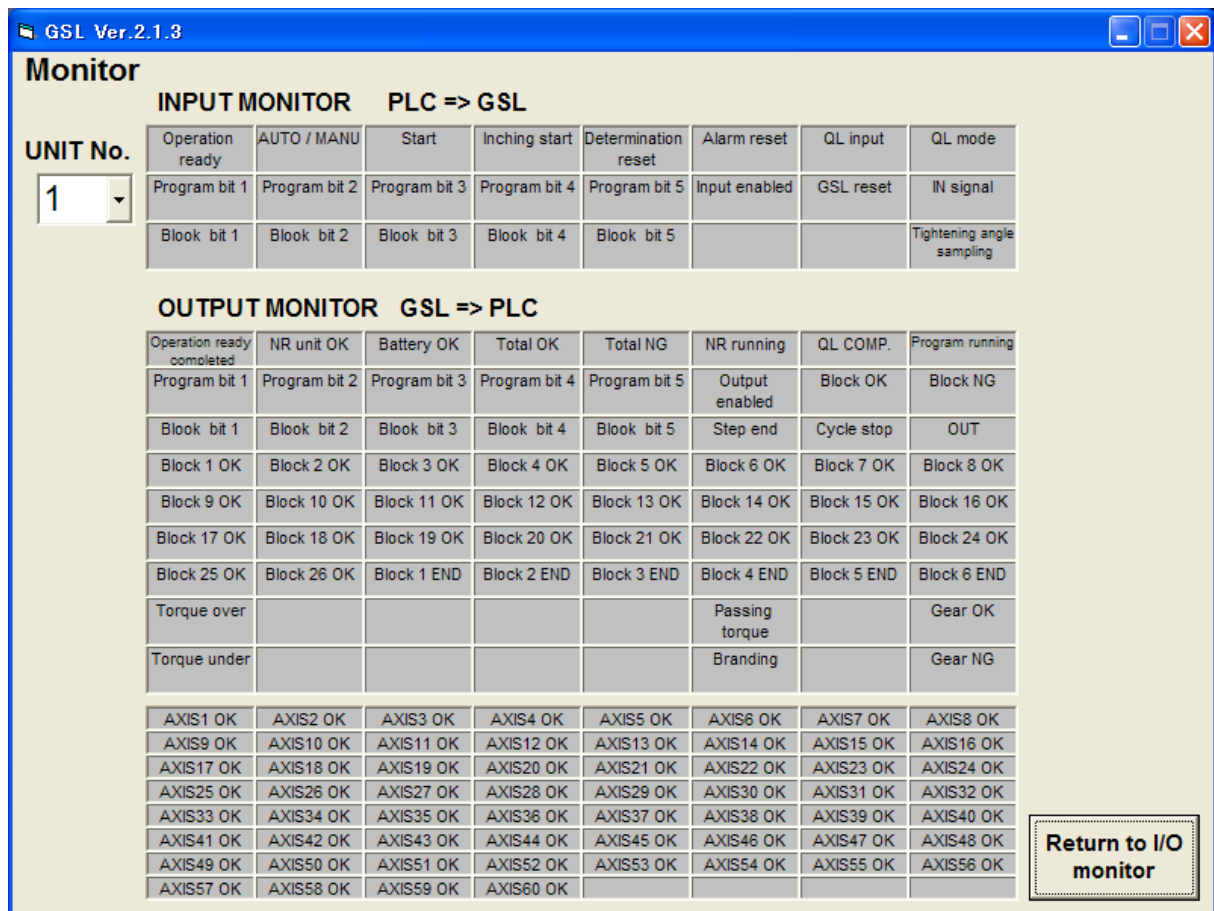 GSL Ver.2.1.3
Monitor
INPUT MONITOR PLC => GSL
UNIT No.
1
Operation ready AUTO / MANU Start Inching start Determination reset Alarm reset QL input QL mode
Program bit 1 Program bit 2 Program bit 3 Program bit 4 Program bit 5 Input enabled GSL reset IN signal
Blook bit 1 Blook bit 2 Blook bit 3 Blook bit 4 Blook bit 5 Tightening angle sampling
OUTPUT MONITOR GSL => PLC
Operation ready completed NR unit OK Battery OK Total OK Total NG NR running QL COMP. Program running
Program bit 1 Program bit 2 Program bit 3 Program bit 4 Program bit 5 Output enabled Block OK Block NG
Blook bit 1 Blook bit 2 Blook bit 3 Blook bit 4 Blook bit 5 Step end Cycle stop OUT
Block 1 OK Block 2 OK Block 3 OK Block 4 OK Block 5 OK Block 6 OK Block 7 OK Block 8 OK
Block 9 OK Block 10 OK Block 11 OK Block 12 OK Block 13 OK Block 14 OK Block 15 OK Block 16 OK
Block 17 OK Block 18 OK Block 19 OK Block 20 OK Block 21 OK Block 22 OK Block 23 OK Block 24 OK
Block 25 OK Block 26 OK Block 1 END Block 2 END Block 3 END Block 4 END Block 5 END Block 6 END
Torque over Passing torque Gear OK
Torque under Branding Gear NG
AXIS1 OK AXIS2 OK AXIS3 OK AXIS4 OK AXIS5 OK AXIS6 OK AXIS7 OK AXIS8 OK
AXIS9 OK AXIS10 OK AXIS11 OK AXIS12 OK AXIS13 OK AXIS14 OK AXIS15 OK AXIS16 OK
AXIS17 OK AXIS18 OK AXIS19 OK AXIS20 OK AXIS21 OK AXIS22 OK AXIS23 OK AXIS24 OK
AXIS25 OK AXIS26 OK AXIS27 OK AXIS28 OK AXIS29 OK AXIS30 OK AXIS31 OK AXIS32 OK
AXIS33 OK AXIS34 OK AXIS35 OK AXIS36 OK AXIS37 OK AXIS38 OK AXIS39 OK AXIS40 OK
AXIS41 OK AXIS42 OK AXIS43 OK AXIS44 OK AXIS45 OK AXIS46 OK AXIS47 OK AXIS48 OK
AXIS49 OK AXIS50 OK AXIS51 OK AXIS52 OK AXIS53 OK AXIS54 OK AXIS55 OK AXIS56 OK
AXIS57 OK AXIS58 OK AXIS59 OK AXIS60 OK
Return to I/O
monitor